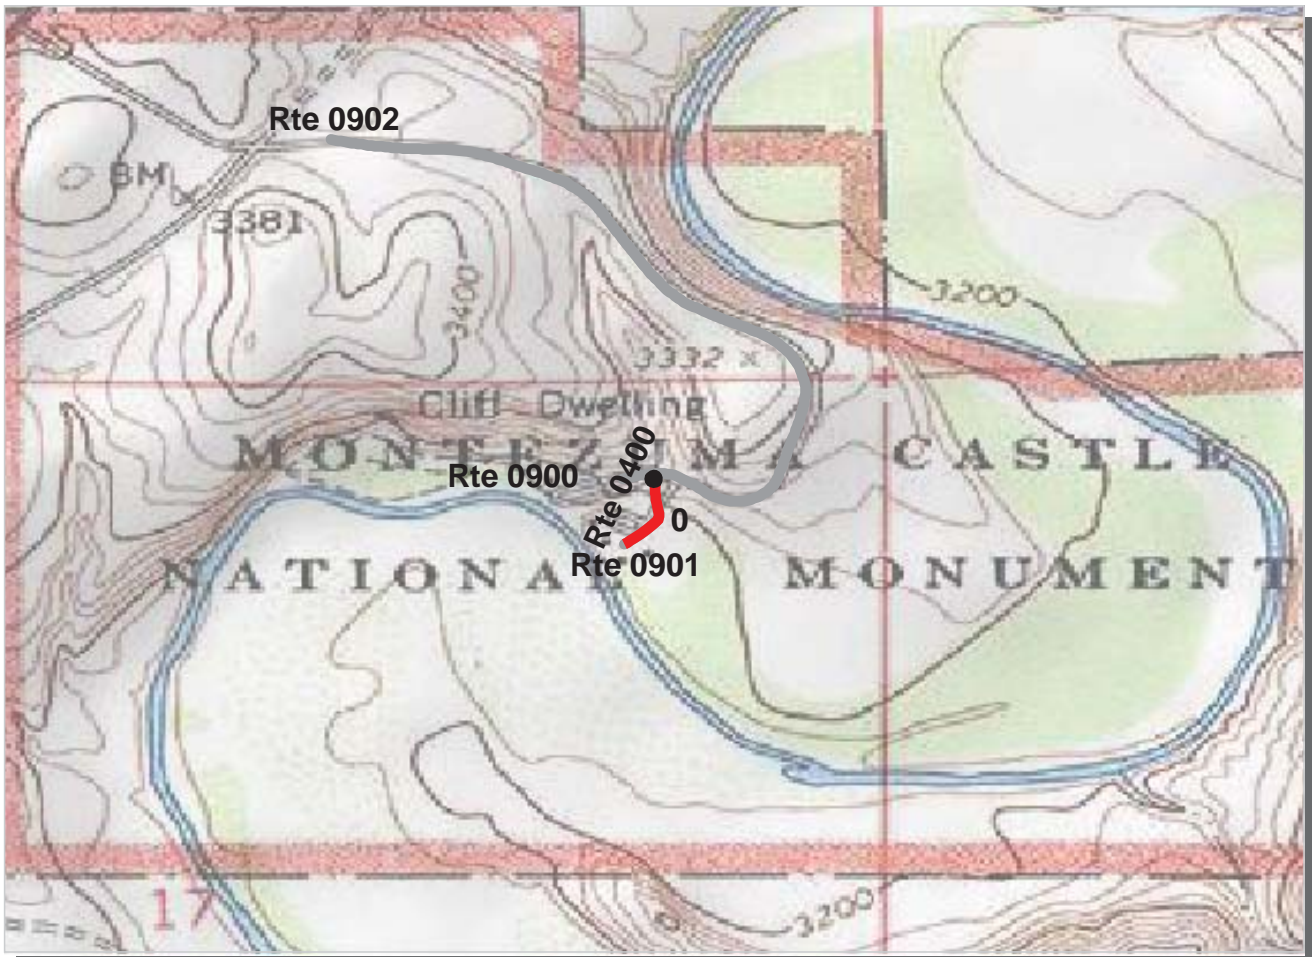 Rte 0902
BM
3381
3400
3200
3332 x
Cliff Dwelling
MONTEZUMA CASTLE
Rte 0900
Rte 0400
0
Rte 0901
NATIONAL MONUMENT
17
3200